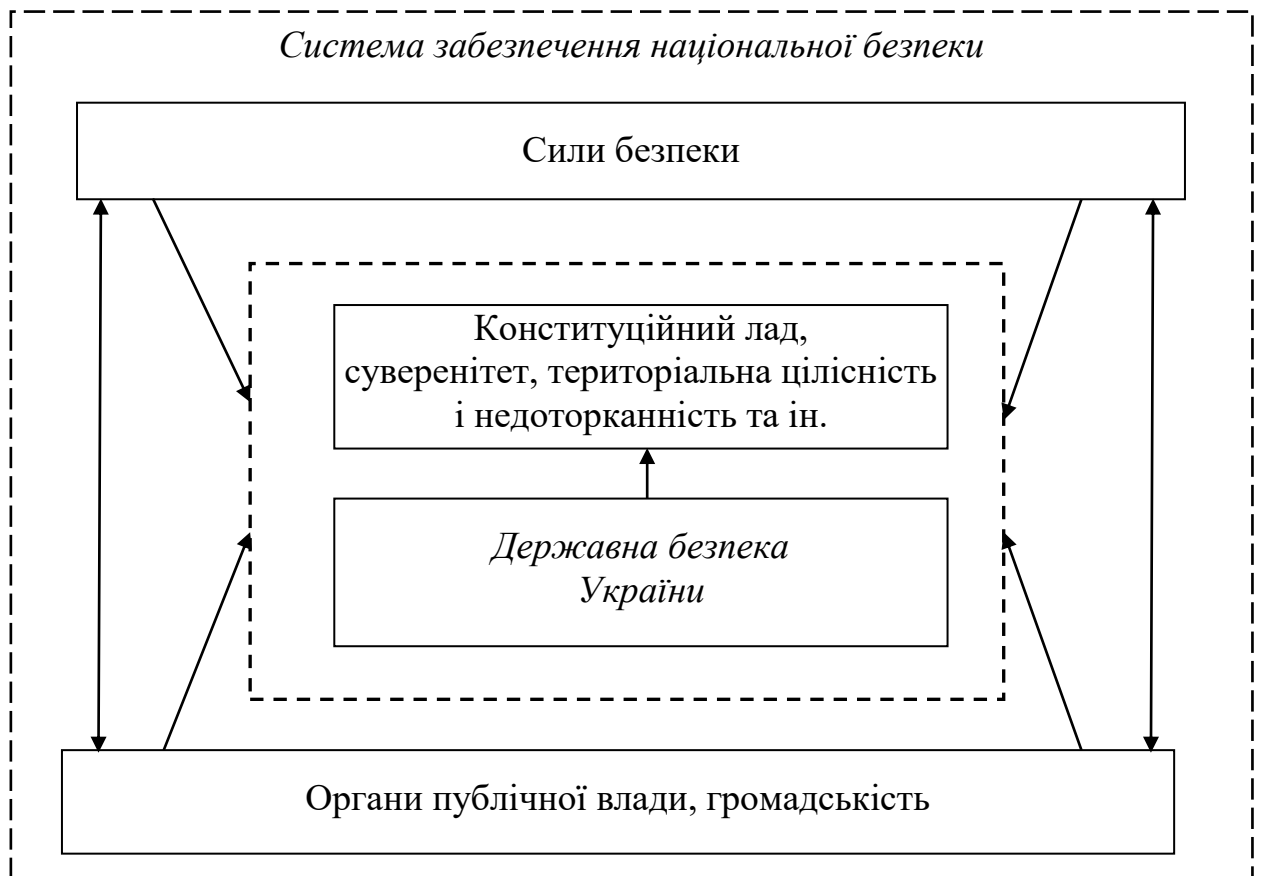 Система забезпечення національної безпеки
Сили безпеки
Конституційний лад,
суверенітет, територіальна цілісність
і недоторканність та ін.
Державна безпека
України
Органи публічної влади, громадськість